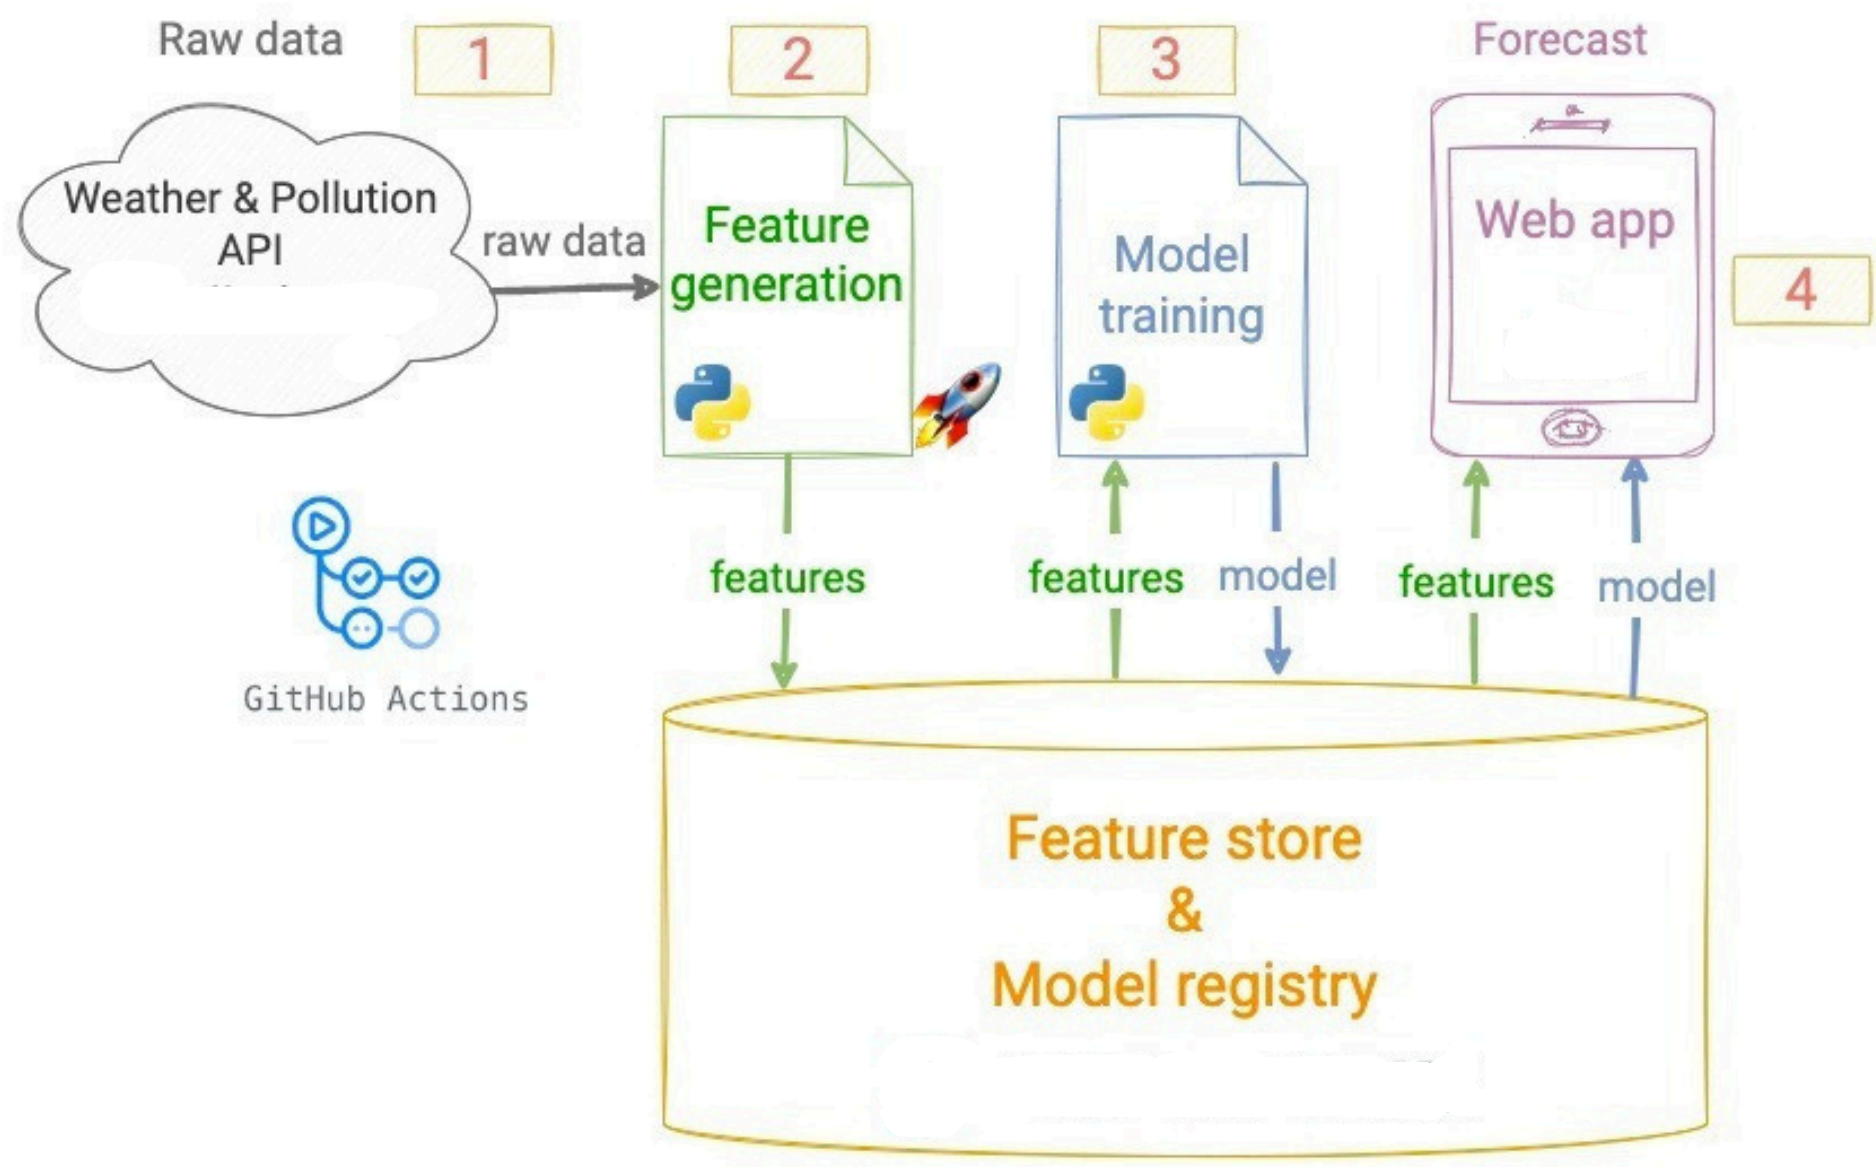 Raw data
1
2
3
Forecast
Weather & Pollution
API
raw data
Feature
generation
Model
training
Web app
4
features
features
model
features
model
GitHub Actions
Feature store
&
Model registry